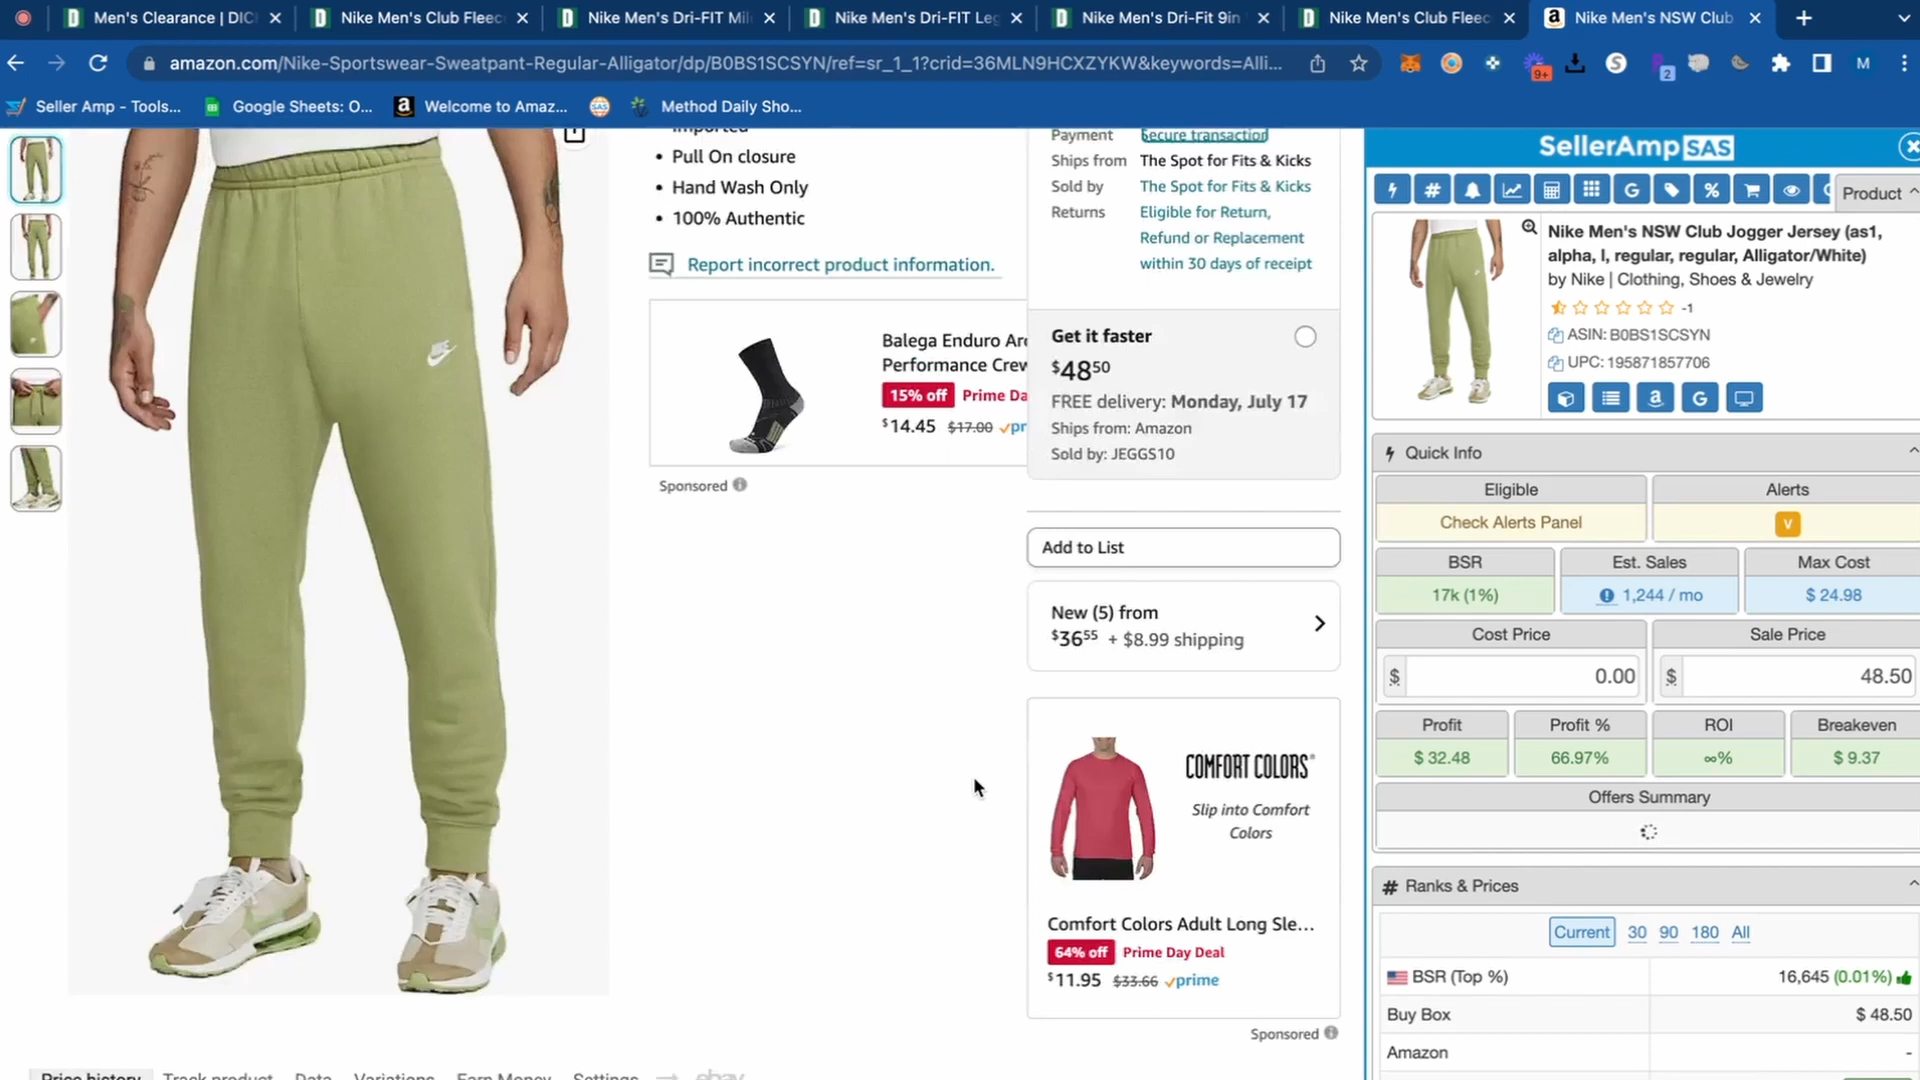 Men's Clearance | DIC
Nike Men's Club Fleec
Nike Men's Dri-FIT Mil
Nike Men's Dri-FIT Leg
Nike Men's Dri-Fit 9in
Nike Men's Club Fleec
Nike Men's NSW Club
amazon.com/Nike-Sportswear-Sweatpant-Regular-Alligator/dp/B0BS1SCSYN/ref=sr_1_1?crid=36MLN9HCXZYKW&keywords=Alli...
9+
2
M
Seller Amp - Tools...
Google Sheets: O...
Welcome to Amaz...
SAS
Method Daily Sho...
Imported
• Pull On closure
• Hand Wash Only
• 100% Authentic
Report incorrect product information.
Balega Enduro Arc
Performance Crew
15% off Prime Da
$14.45 $17.00 pr
Sponsored
Payment Secure transaction
Ships from The Spot for Fits & Kicks
Sold by The Spot for Fits & Kicks
Returns Eligible for Return,
Refund or Replacement
within 30 days of receipt
Get it faster
$48 50
FREE delivery: Monday, July 17
Ships from: Amazon
Sold by: JEGGS10
Add to List
New (5) from
$36 55 + $8.99 shipping
COMFORT COLORS®
Slip into Comfort
Colors
Comfort Colors Adult Long Sle...
64% off Prime Day Deal
$11.95 $33.66 prime
Sponsored
Price history Track product Data Variations Earn Money Settings ebay
SellerAmp SAS
Product
Nike Men's NSW Club Jogger Jersey (as1,
alpha, l, regular, regular, Alligator/White)
by Nike | Clothing, Shoes & Jewelry
-1
ASIN: B0BS1SCSYN
UPC: 195871857706
Quick Info
Eligible Alerts
Check Alerts Panel V
BSR Est. Sales Max Cost
17k (1%) 1,244 / mo $ 24.98
Cost Price Sale Price
$ 0.00 $ 48.50
Profit Profit % ROI Breakeven
$ 32.48 66.97% ∞% $ 9.37
Offers Summary
# Ranks & Prices
Current 30 90 180 All
BSR (Top %) 16,645 (0.01%)
Buy Box $ 48.50
Amazon -